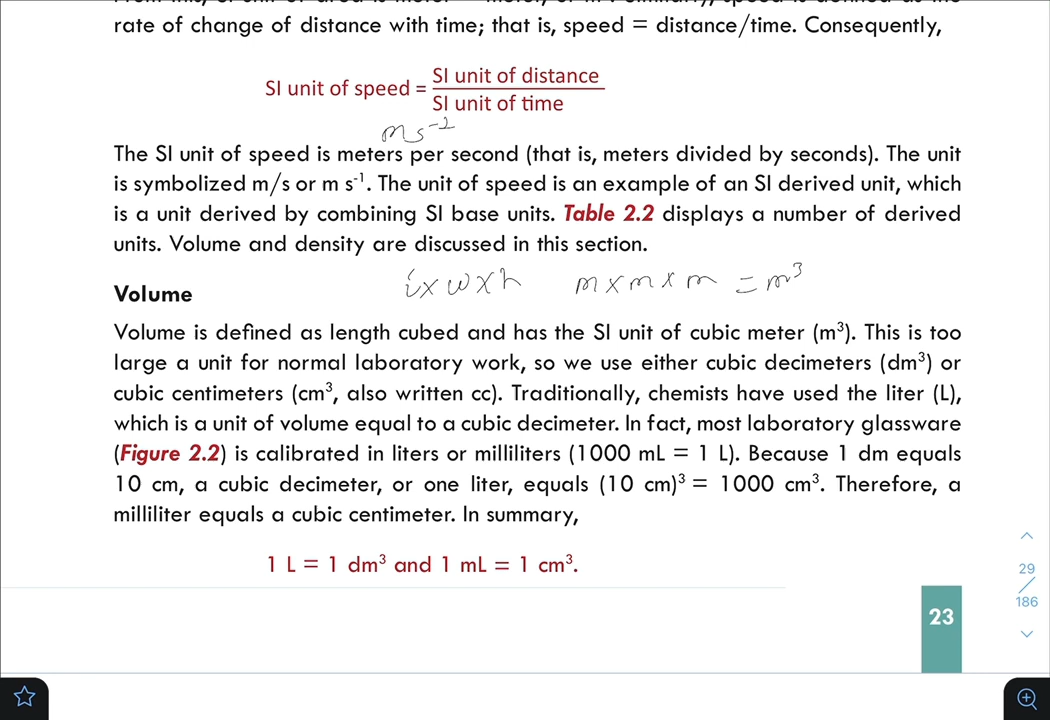 rate of change of distance with time; that is, speed = distance/time. Consequently,
SI unit of speed = SI unit of distance
SI unit of time
ms⁻²
The SI unit of speed is meters per second (that is, meters divided by seconds). The unit
is symbolized m/s or m s⁻¹. The unit of speed is an example of an SI derived unit, which
is a unit derived by combining SI base units. Table 2.2 displays a number of derived
units. Volume and density are discussed in this section.
× w × h m × m × m = m³
Volume
Volume is defined as length cubed and has the SI unit of cubic meter (m³). This is too
large a unit for normal laboratory work, so we use either cubic decimeters (dm³) or
cubic centimeters (cm³, also written cc). Traditionally, chemists have used the liter (L),
which is a unit of volume equal to a cubic decimeter. In fact, most laboratory glassware
(Figure 2.2) is calibrated in liters or milliliters (1000 mL = 1 L). Because 1 dm equals
10 cm, a cubic decimeter, or one liter, equals (10 cm)³ = 1000 cm³. Therefore, a
milliliter equals a cubic centimeter. In summary,
1 L = 1 dm³ and 1 mL = 1 cm³.
29
/
186
23